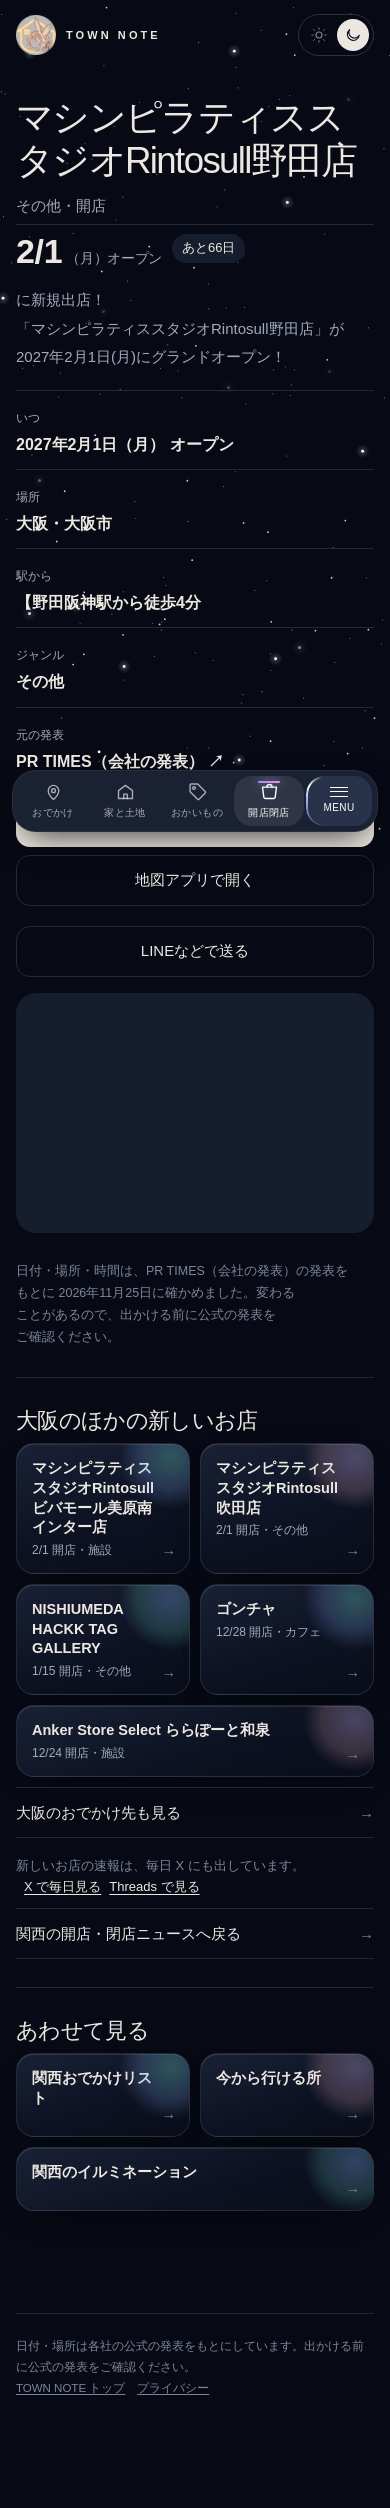 TOWN NOTE
マシンピラティスス
タジオRintosull野田店
その他・開店
2/1（月）オープン あと66日
に新規出店！
「マシンピラティススタジオRintosull野田店」が
2027年2月1日(月)にグランドオープン！
いつ
2027年2月1日（月） オープン
場所
大阪・大阪市
駅から
【野田阪神駅から徒歩4分
ジャンル
その他
元の発表
PR TIMES（会社の発表） ↗
おでかけ 家と土地 おかいもの 開店閉店 MENU
地図アプリで開く
LINEなどで送る
日付・場所・時間は、PR TIMES（会社の発表）の発表を
もとに 2026年11月25日に確かめました。変わる
ことがあるので、出かける前に公式の発表を
ご確認ください。
大阪のほかの新しいお店
マシンピラティス
スタジオRintosull
ビバモール美原南
インター店
2/1 開店・施設
→
マシンピラティス
スタジオRintosull
吹田店
2/1 開店・その他
→
NISHIUMEDA
HACKK TAG
GALLERY
1/15 開店・その他
→
ゴンチャ
12/28 開店・カフェ
→
Anker Store Select ららぽーと和泉
12/24 開店・施設
→
大阪のおでかけ先も見る →
新しいお店の速報は、毎日 X にも出しています。
X で毎日見る Threads で見る
関西の開店・閉店ニュースへ戻る →
あわせて見る
関西おでかけリス
ト
→
今から行ける所
→
関西のイルミネーション
→
日付・場所は各社の公式の発表をもとにしています。出かける前
に公式の発表をご確認ください。
TOWN NOTE トップ プライバシー